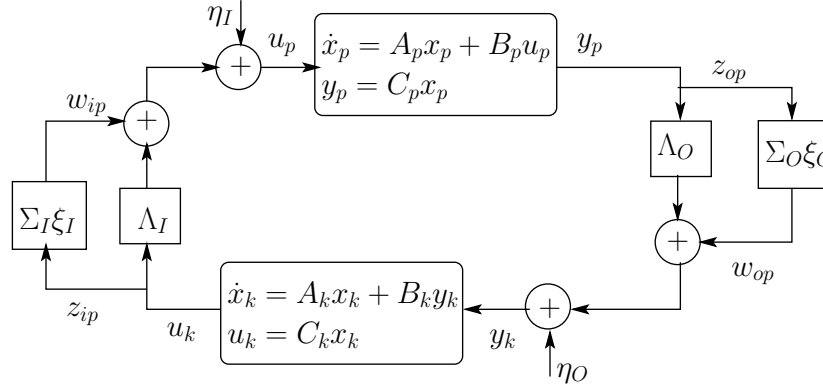 η_I
u_p
ẋ_p = A_p x_p + B_p u_p
y_p = C_p x_p
y_p
z_op
w_ip
+
+
Λ_O
Σ_O ξ_O
Σ_I ξ_I
Λ_I
+
w_op
z_ip
u_k
ẋ_k = A_k x_k + B_k y_k
u_k = C_k x_k
y_k
+
η_O